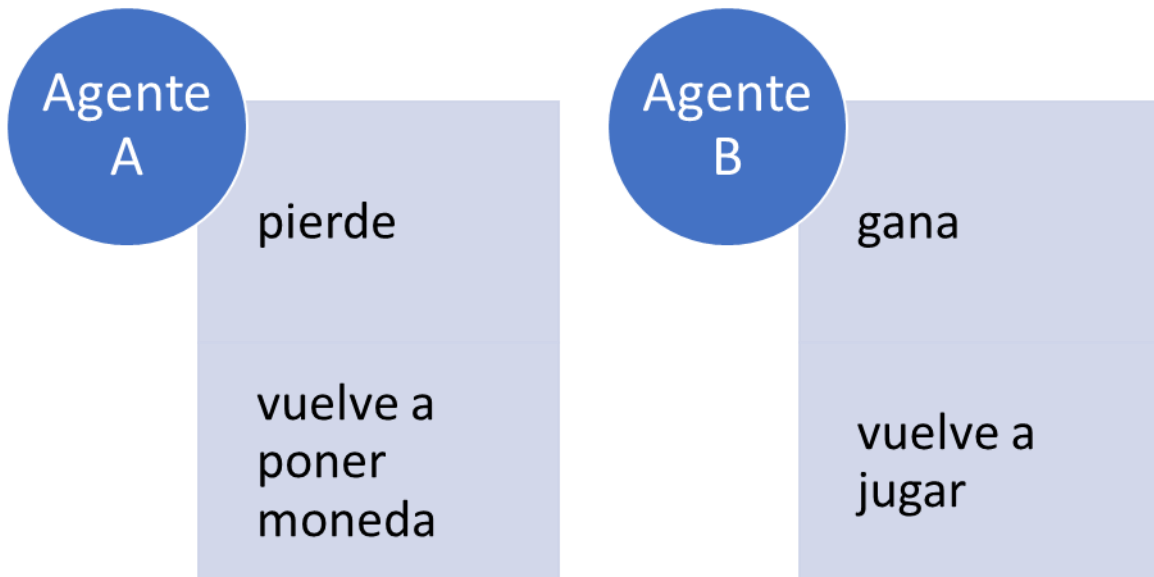 Agente
A
pierde
vuelve a
poner
moneda
Agente
B
gana
vuelve a
jugar